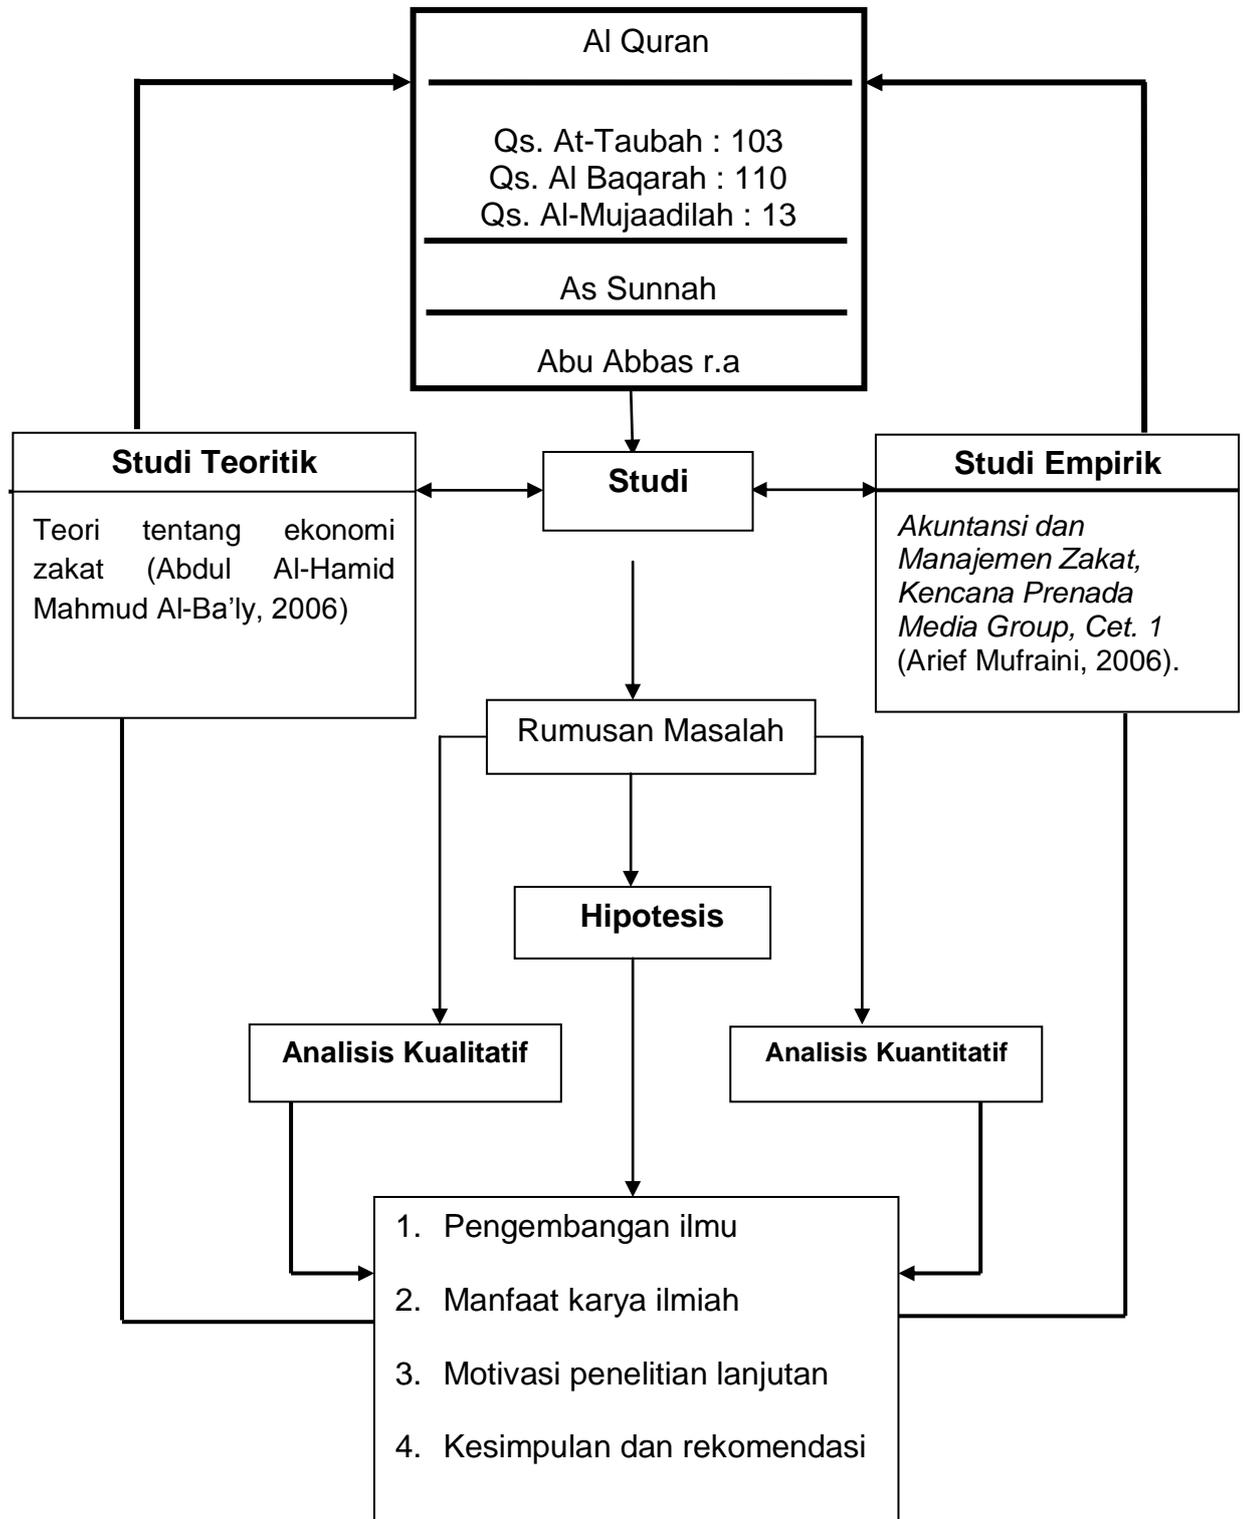 Al Quran
Qs. At-Taubah : 103
Qs. Al Baqarah : 110
Qs. Al-Mujaadilah : 13
As Sunnah
Abu Abbas r.a
Studi Teoritik
Teori tentang ekonomi
zakat (Abdul Al-Hamid
Mahmud Al-Ba’ly, 2006)
Studi
Studi Empirik
Akuntansi dan
Manajemen Zakat,
Kencana Prenada
Media Group, Cet. 1
(Arief Mufraini, 2006).
Rumusan Masalah
Hipotesis
Analisis Kualitatif
Analisis Kuantitatif
1. Pengembangan ilmu
2. Manfaat karya ilmiah
3. Motivasi penelitian lanjutan
4. Kesimpulan dan rekomendasi